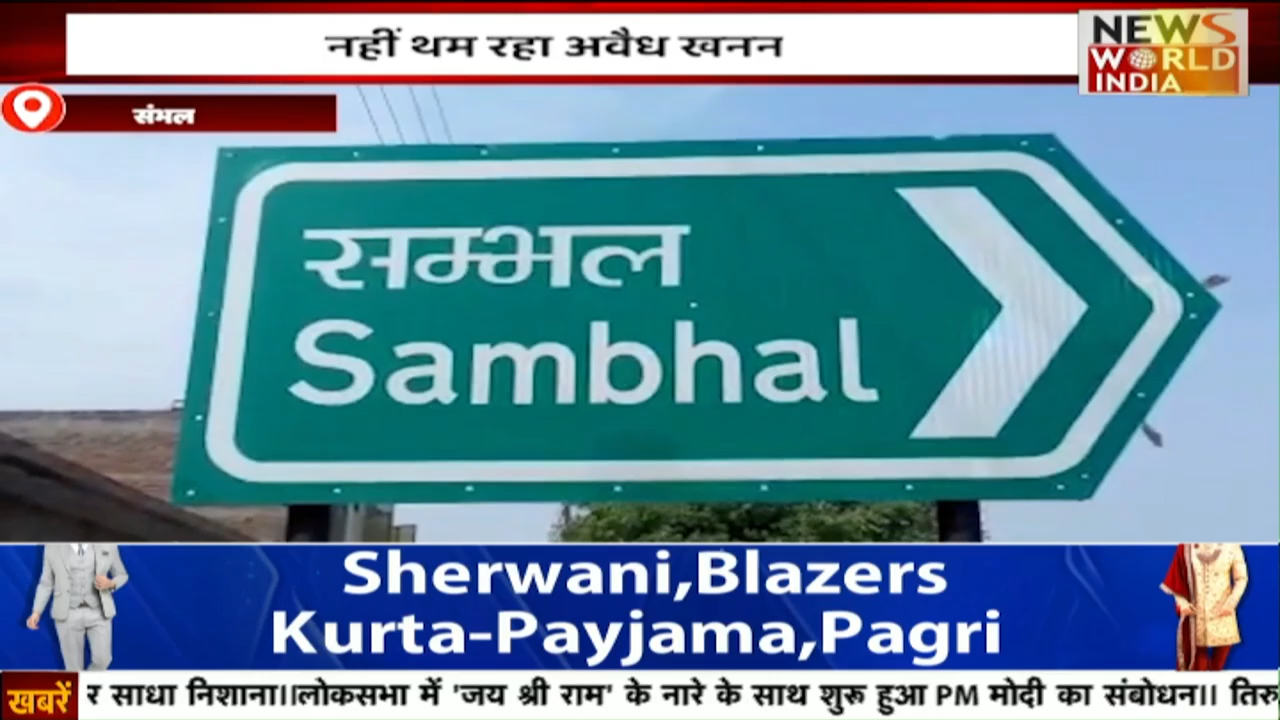 नहीं थम रहा अवैध खनन
NEWS
WORLD
INDIA
संभल
सम्भल
Sambhal
Sherwani,Blazers
Kurta-Payjama,Pagri
खबरें
र साधा निशाना।।लोकसभा में 'जय श्री राम' के नारे के साथ शुरू हुआ PM मोदी का संबोधन।। तिरु